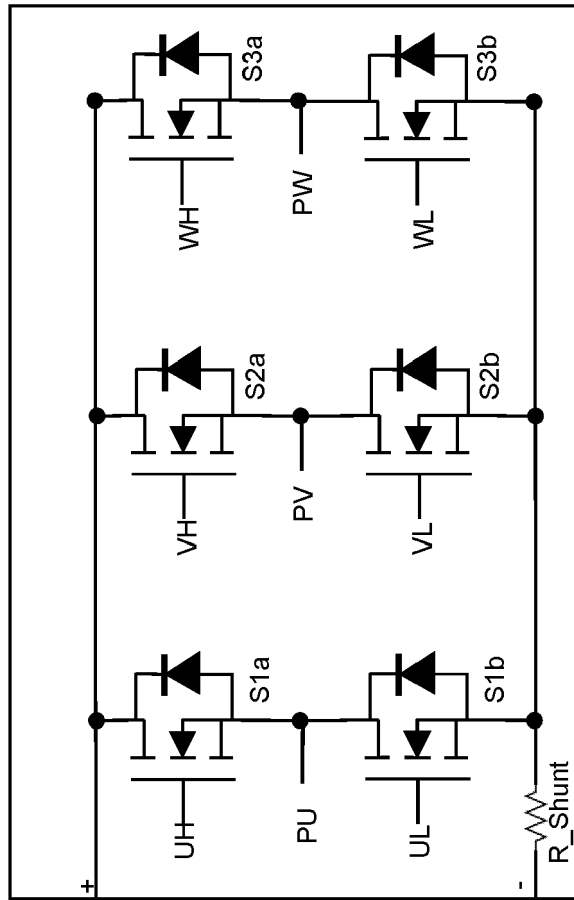 +
UH
VH
WH
S1a
S2a
S3a
PU
PV
PW
UL
VL
WL
S1b
S2b
S3b
-
R_Shunt